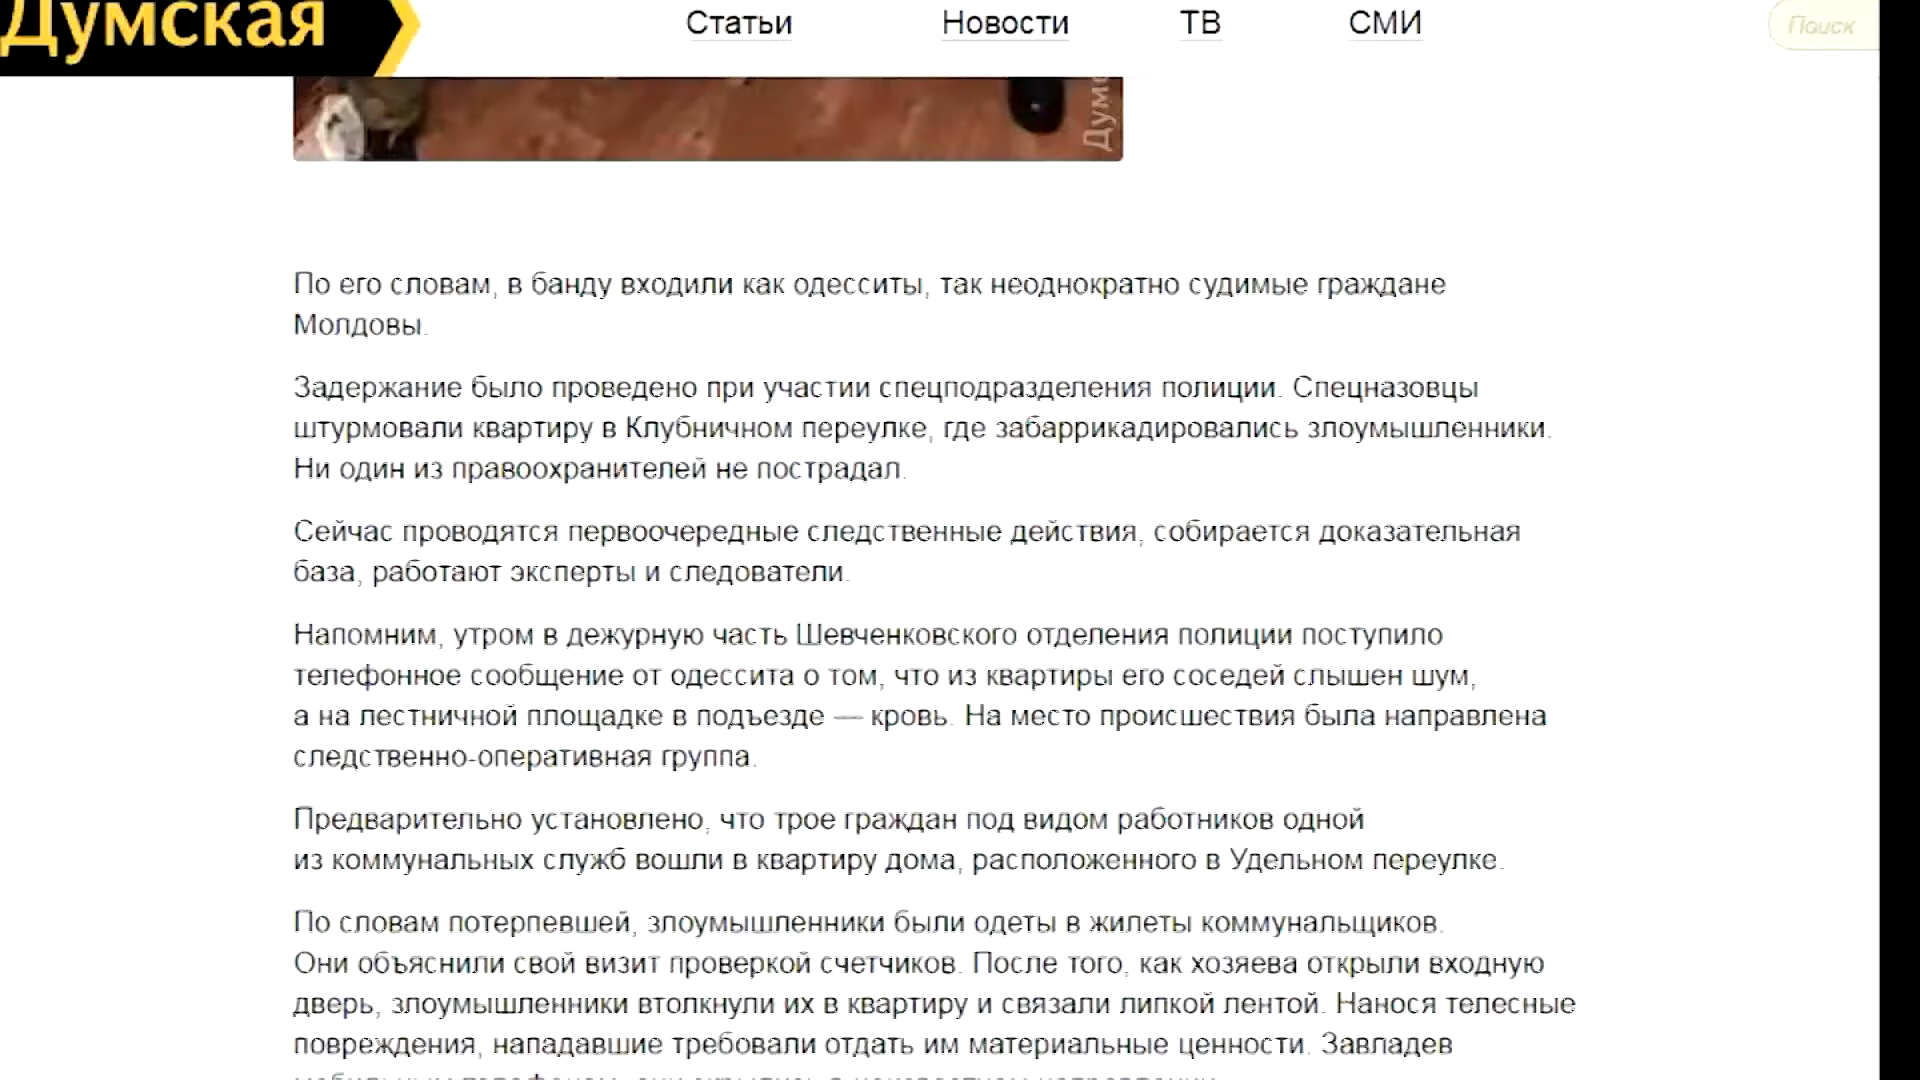 Думская
Статьи
Новости
ТВ
СМИ
Поиск
По его словам, в банду входили как одесситы, так неоднократно судимые граждане
Молдовы.
Задержание было проведено при участии спецподразделения полиции. Спецназовцы
штурмовали квартиру в Клубничном переулке, где забаррикадировались злоумышленники.
Ни один из правоохранителей не пострадал.
Сейчас проводятся первоочередные следственные действия, собирается доказательная
база, работают эксперты и следователи.
Напомним, утром в дежурную часть Шевченковского отделения полиции поступило
телефонное сообщение от одессита о том, что из квартиры его соседей слышен шум,
а на лестничной площадке в подъезде — кровь. На место происшествия была направлена
следственно-оперативная группа.
Предварительно установлено, что трое граждан под видом работников одной
из коммунальных служб вошли в квартиру дома, расположенного в Удельном переулке.
По словам потерпевшей, злоумышленники были одеты в жилеты коммунальщиков.
Они объяснили свой визит проверкой счетчиков. После того, как хозяева открыли входную
дверь, злоумышленники втолкнули их в квартиру и связали липкой лентой. Нанося телесные
повреждения, нападавшие требовали отдать им материальные ценности. Завладев